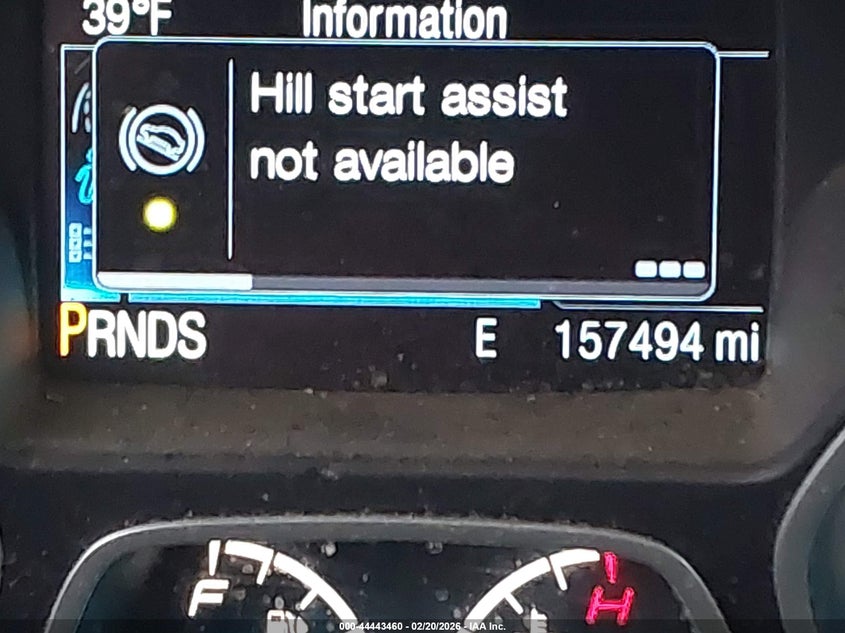 39°F Information
Hill start assist
not available
PRNDS E 157494 mi
F H
000-44443460 - 02/20/2026 - IAA Inc.